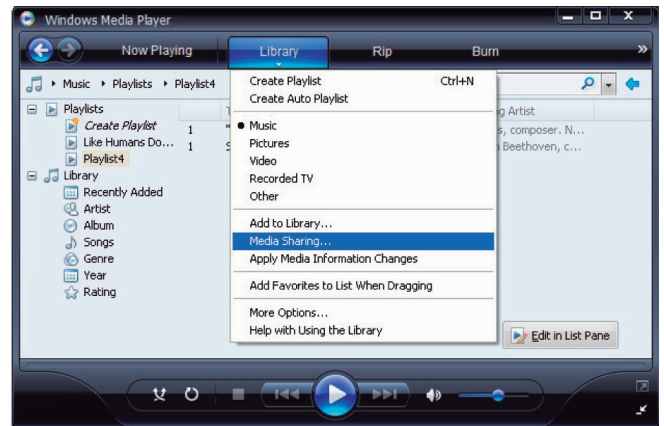 Windows Media Player
Now Playing Library Rip Burn »
Music Playlists Playlist4
Create Playlist Ctrl+N
Create Auto Playlist
Music
Pictures
Video
Recorded TV
Other
Add to Library...
Media Sharing...
Apply Media Information Changes
Add Favorites to List When Dragging
More Options...
Help with Using the Library
Playlists
Create Playlist
Like Humans Do...
Playlist4
Library
Recently Added
Artist
Album
Songs
Genre
Year
Rating
1
1
Artist
composer. N...
Beethoven, c...
Edit in List Pane